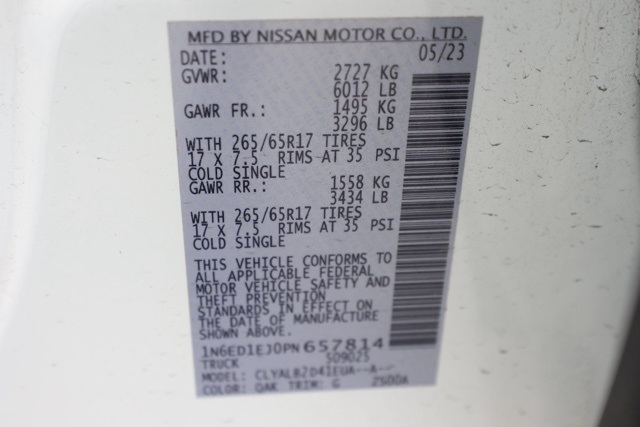 MFD BY NISSAN MOTOR CO., LTD.
DATE: 05/23
GVWR: 2727 KG
6012 LB
GAWR FR.: 1495 KG
3296 LB
WITH 265/65R17 TIRES
17 X 7.5 RIMS AT 35 PSI
COLD SINGLE
GAWR RR.: 1558 KG
3434 LB
WITH 265/65R17 TIRES
17 X 7.5 RIMS AT 35 PSI
COLD SINGLE
THIS VEHICLE CONFORMS TO
ALL APPLICABLE FEDERAL
MOTOR VEHICLE SAFETY AND
THEFT PREVENTION
STANDARDS IN EFFECT ON
THE DATE OF MANUFACTURE
SHOWN ABOVE.
1N6ED1EJ0PN657814
TRUCK S09025
MODEL: CLYALB2D41EUA--A--
COLOR: QAK TRIM: G